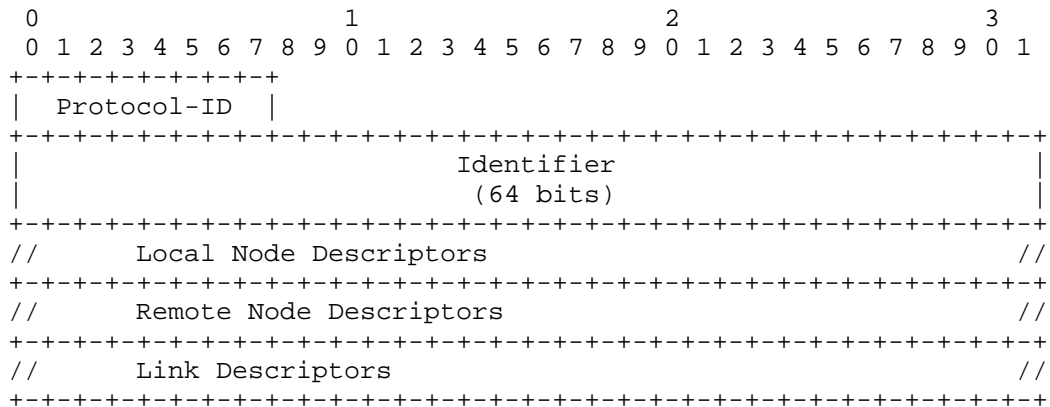 0                   1                   2                   3
 0 1 2 3 4 5 6 7 8 9 0 1 2 3 4 5 6 7 8 9 0 1 2 3 4 5 6 7 8 9 0 1
+-+-+-+-+-+-+-+-+
|  Protocol-ID  |
+-+-+-+-+-+-+-+-+-+-+-+-+-+-+-+-+-+-+-+-+-+-+-+-+-+-+-+-+-+-+-+-+
|                           Identifier                          |
|                            (64 bits)                          |
+-+-+-+-+-+-+-+-+-+-+-+-+-+-+-+-+-+-+-+-+-+-+-+-+-+-+-+-+-+-+-+-+
//      Local Node Descriptors                                 //
+-+-+-+-+-+-+-+-+-+-+-+-+-+-+-+-+-+-+-+-+-+-+-+-+-+-+-+-+-+-+-+-+
//      Remote Node Descriptors                                //
+-+-+-+-+-+-+-+-+-+-+-+-+-+-+-+-+-+-+-+-+-+-+-+-+-+-+-+-+-+-+-+-+
//      Link Descriptors                                       //
+-+-+-+-+-+-+-+-+-+-+-+-+-+-+-+-+-+-+-+-+-+-+-+-+-+-+-+-+-+-+-+-+